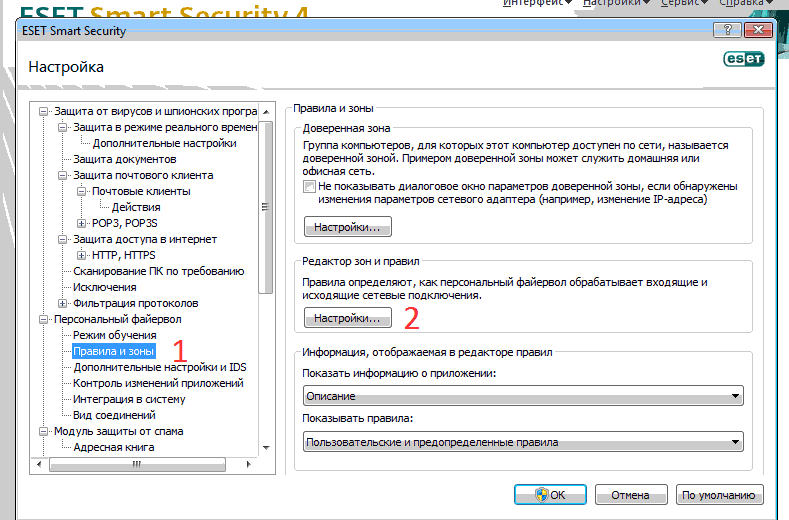 ESET Smart Security 4
Интерфейс Настройки Сервис Справка
ESET Smart Security
Настройка
eset
Защита от вирусов и шпионских програ
Защита в режиме реального времен
Дополнительные настройки
Защита документов
Защита почтового клиента
Почтовые клиенты
Действия
POP3, POP3S
Защита доступа в интернет
HTTP, HTTPS
Сканирование ПК по требованию
Исключения
Фильтрация протоколов
Персональный файервол
Режим обучения
Правила и зоны
1
Дополнительные настройки и IDS
Контроль изменений приложений
Интеграция в систему
Вид соединений
Модуль защиты от спама
Адресная книга
Правила и зоны
Доверенная зона
Группа компьютеров, для которых этот компьютер доступен по сети, называется
доверенной зоной. Примером доверенной зоны может служить домашняя или
офисная сеть.
Не показывать диалоговое окно параметров доверенной зоны, если обнаружены
изменения параметров сетевого адаптера (например, изменение IP-адреса)
Настройки...
Редактор зон и правил
Правила определяют, как персональный файервол обрабатывает входящие и
исходящие сетевые подключения.
Настройки...
2
Информация, отображаемая в редакторе правил
Показать информацию о приложении:
Описание
Показывать правила:
Пользовательские и предопределенные правила
OK
Отмена
По умолчанию